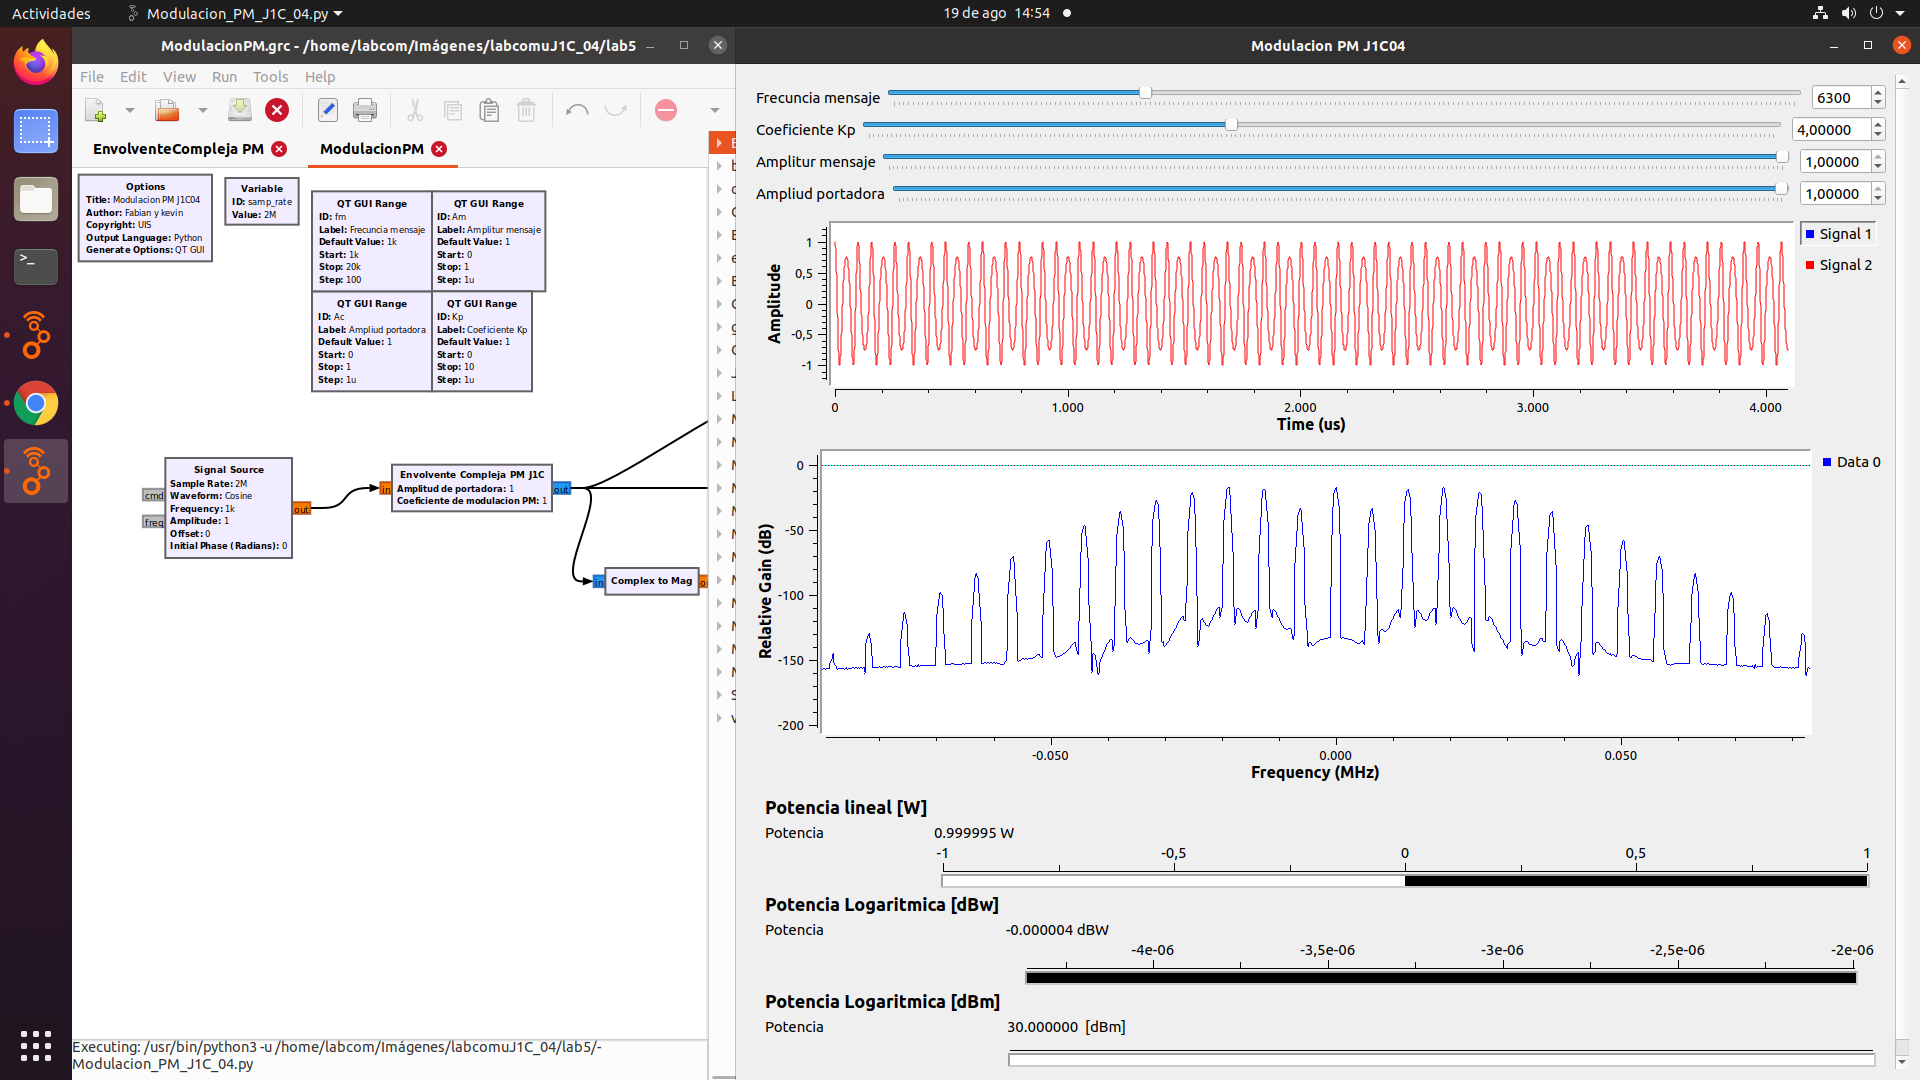 Actividades
Modulacion_PM_J1C_04.py
19 de ago 14:54
ModulacionPM.grc - /home/labcom/Imágenes/labcomuJ1C_04/lab5
Modulacion PM J1C04
File Edit View Run Tools Help
EnvolventeCompleja PM
ModulacionPM
Options
Title: Modulacion PM J1C04
Author: Fabian y kevin
Copyright: UIS
Output Language: Python
Generate Options: QT GUI
Variable
ID: samp_rate
Value: 2M
QT GUI Range
ID: fm
Label: Frecuncia mensaje
Default Value: 1k
Start: 1k
Stop: 20k
Step: 100
QT GUI Range
ID: Am
Label: Amplitur mensaje
Default Value: 1
Start: 0
Stop: 1
Step: 1u
QT GUI Range
ID: Ac
Label: Ampliud portadora
Default Value: 1
Start: 0
Stop: 1
Step: 1u
QT GUI Range
ID: Kp
Label: Coeficiente Kp
Default Value: 1
Start: 0
Stop: 10
Step: 1u
Signal Source
Sample Rate: 2M
Waveform: Cosine
Frequency: 1k
Amplitude: 1
Offset: 0
Initial Phase (Radians): 0
cmd
freq
out
in
Envolvente Compleja PM J1C
Amplitud de portadora: 1
Coeficiente de modulacion PM: 1
out
in
Complex to Mag
Executing: /usr/bin/python3 -u /home/labcom/Imágenes/labcomuJ1C_04/lab5/-
Modulacion_PM_J1C_04.py
Frecuncia mensaje 6300
Coeficiente Kp 4,00000
Amplitur mensaje 1,00000
Ampliud portadora 1,00000
Amplitude
1
0,5
0
-0,5
-1
0 1.000 2.000 3.000 4.000
Time (us)
Signal 1
Signal 2
Relative Gain (dB)
0
-50
-100
-150
-200
-0.050 0.000 0.050
Frequency (MHz)
Data 0
Potencia lineal [W]
Potencia 0.999995 W
-1 -0,5 0 0,5 1
Potencia Logaritmica [dBw]
Potencia -0.000004 dBW
-4e-06 -3,5e-06 -3e-06 -2,5e-06 -2e-06
Potencia Logaritmica [dBm]
Potencia 30.000000 [dBm]